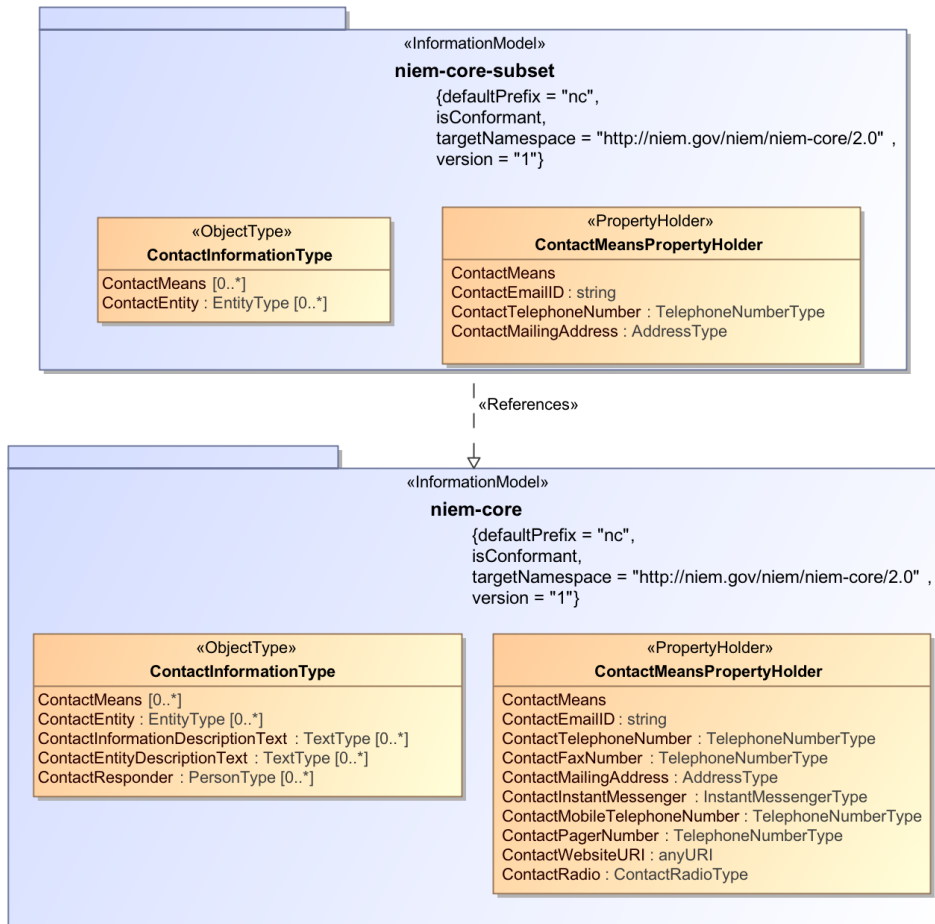 «InformationModel»
niem-core-subset
{defaultPrefix = "nc",
isConformant,
targetNamespace = "http://niem.gov/niem/niem-core/2.0" ,
version = "1"}
«ObjectType»
ContactInformationType
ContactMeans [0..*]
ContactEntity : EntityType [0..*]
«PropertyHolder»
ContactMeansPropertyHolder
ContactMeans
ContactEmailID : string
ContactTelephoneNumber : TelephoneNumberType
ContactMailingAddress : AddressType
«References»
«InformationModel»
niem-core
{defaultPrefix = "nc",
isConformant,
targetNamespace = "http://niem.gov/niem/niem-core/2.0" ,
version = "1"}
«ObjectType»
ContactInformationType
ContactMeans [0..*]
ContactEntity : EntityType [0..*]
ContactInformationDescriptionText : TextType [0..*]
ContactEntityDescriptionText : TextType [0..*]
ContactResponder : PersonType [0..*]
«PropertyHolder»
ContactMeansPropertyHolder
ContactMeans
ContactEmailID : string
ContactTelephoneNumber : TelephoneNumberType
ContactFaxNumber : TelephoneNumberType
ContactMailingAddress : AddressType
ContactInstantMessenger : InstantMessengerType
ContactMobileTelephoneNumber : TelephoneNumberType
ContactPagerNumber : TelephoneNumberType
ContactWebsiteURI : anyURI
ContactRadio : ContactRadioType